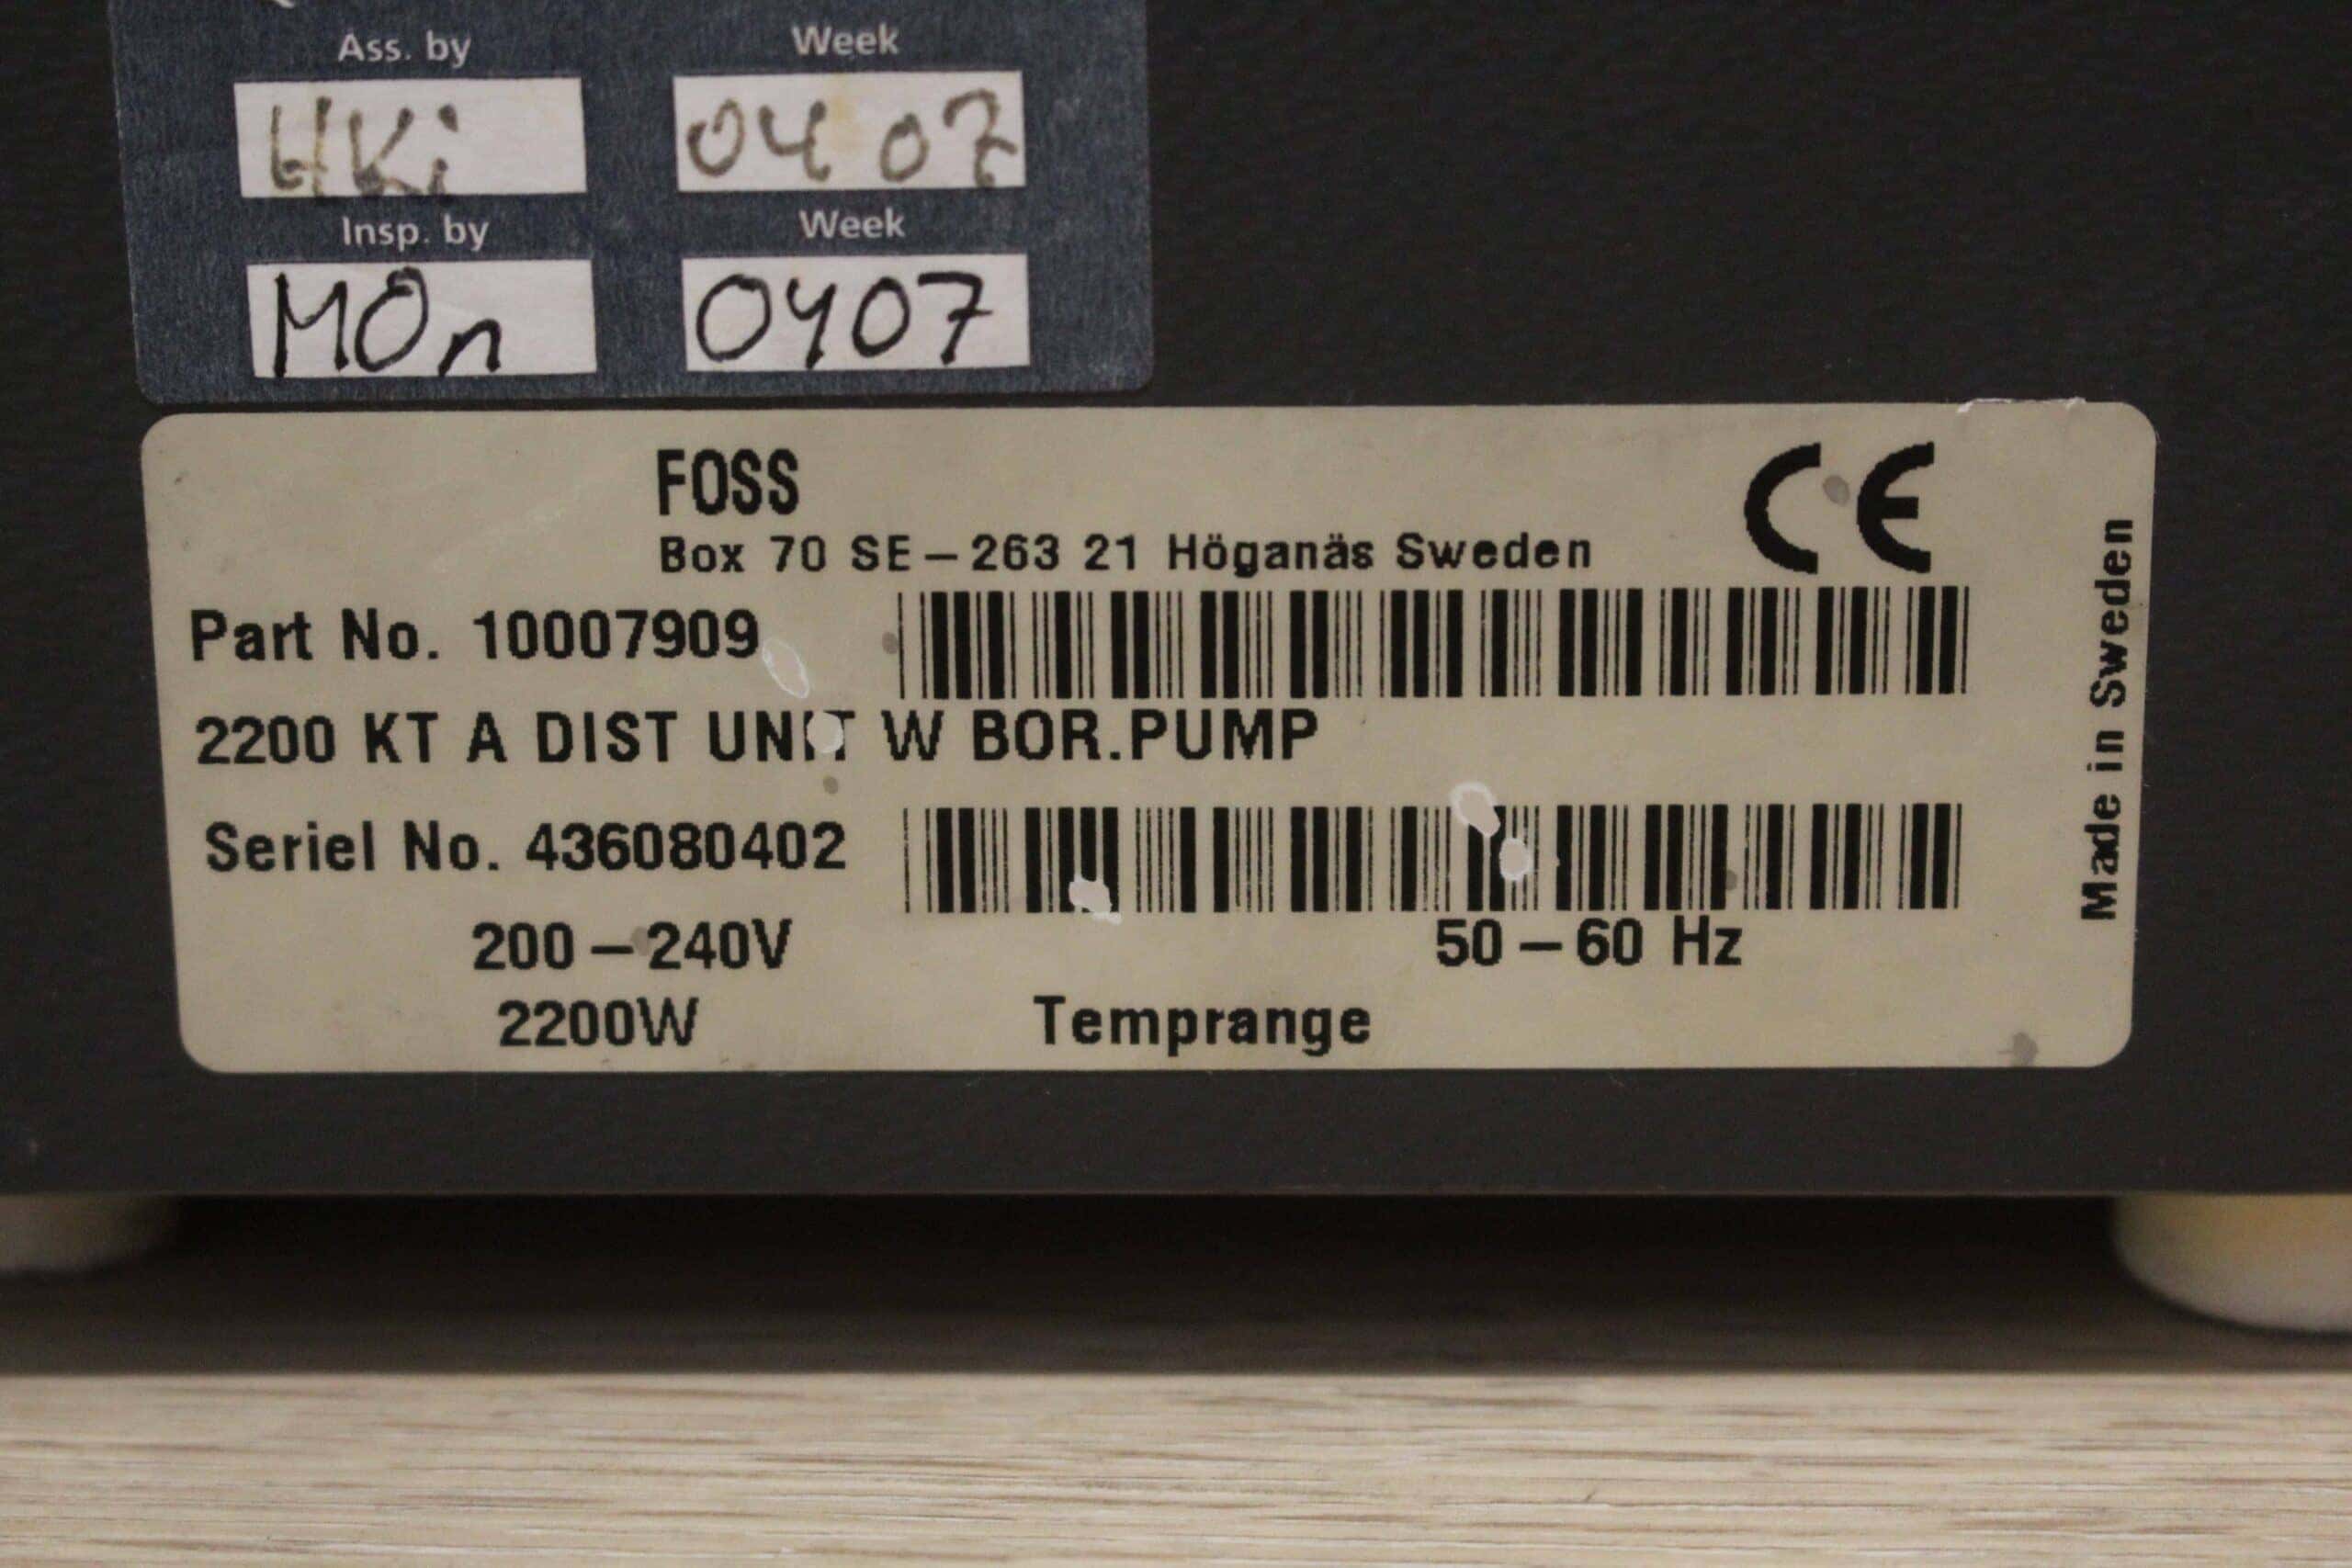 Ass. by Week
HKi 0407
Insp. by Week
MÖn 0407
FOSS
CE
Box 70 SE-263 21 Höganäs Sweden
Part No. 10007909
2200 KT A DIST UNIT W BOR.PUMP
Seriel No. 436080402
200-240V 50-60 Hz
2200W Temprange
Made in Sweden